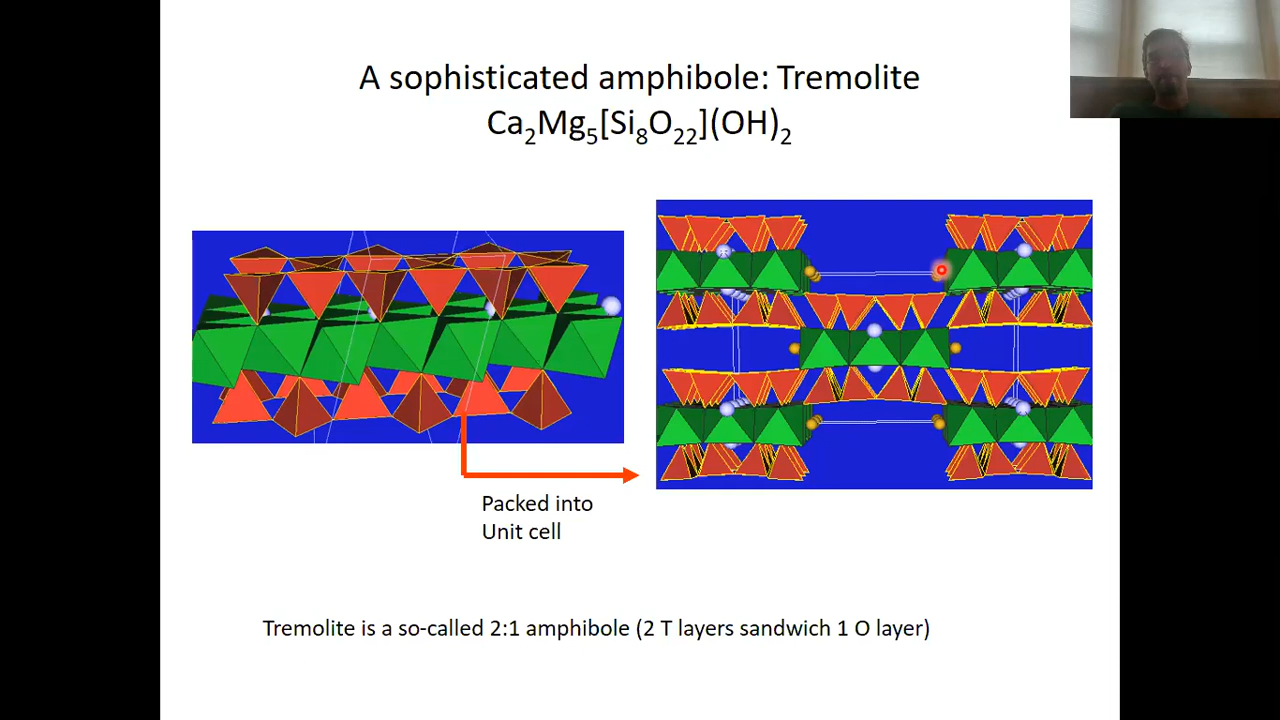 A sophisticated amphibole: Tremolite
Ca₂Mg₅[Si₈O₂₂](OH)₂
Packed into
Unit cell
Tremolite is a so-called 2:1 amphibole (2 T layers sandwich 1 O layer)